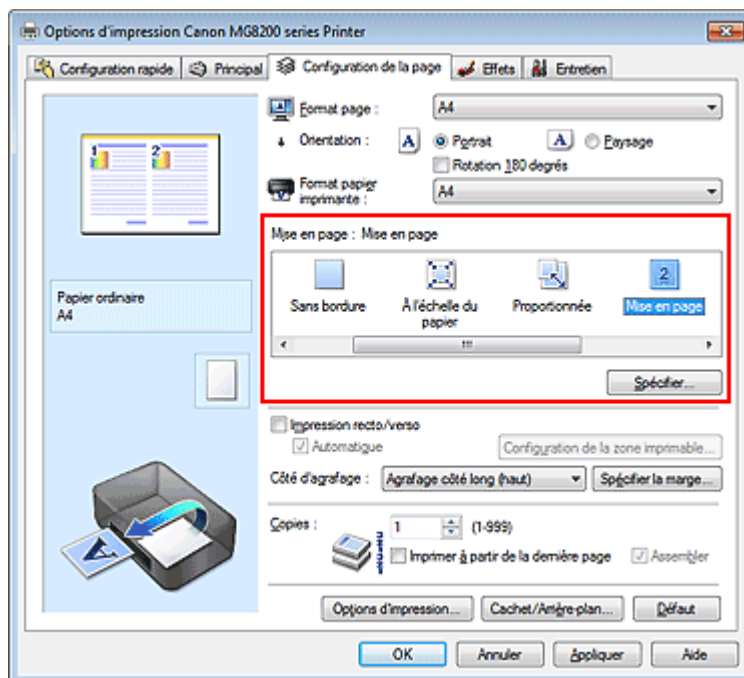 Options d'impression Canon MG8200 series Printer
Configuration rapide Principal Configuration de la page Effets Entretien
Format page : A4
Orientation : A Portrait A Paysage
Rotation 180 degrés
Format papier imprimante : A4
1 2
Mise en page : Mise en page
2
Sans bordure À l'échelle du papier Proportionnée Mise en page
Papier ordinaire
A4
Spécifier...
Impression recto/verso
Automatique Configuration de la zone imprimable...
Côté d'agrafage : Agrafage côté long (haut) Spécifier la marge...
Copies : 1 (1-999)
Imprimer à partir de la dernière page Assembler
A
Options d'impression... Cachet/Arrière-plan... Défaut
OK Annuler Appliquer Aide